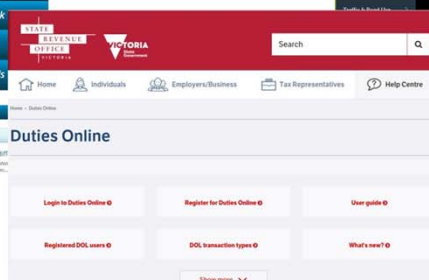 STATE
REVENUE
OFFICE
VICTORIA
VICTORIA
State
Government
Search
Home
Individuals
Employers/Business
Tax Representatives
Help Centre
Home > Duties Online
Duties Online
Login to Duties Online
Register for Duties Online
User guide
Registered DOL users
DOL transaction types
What's new?
Show more